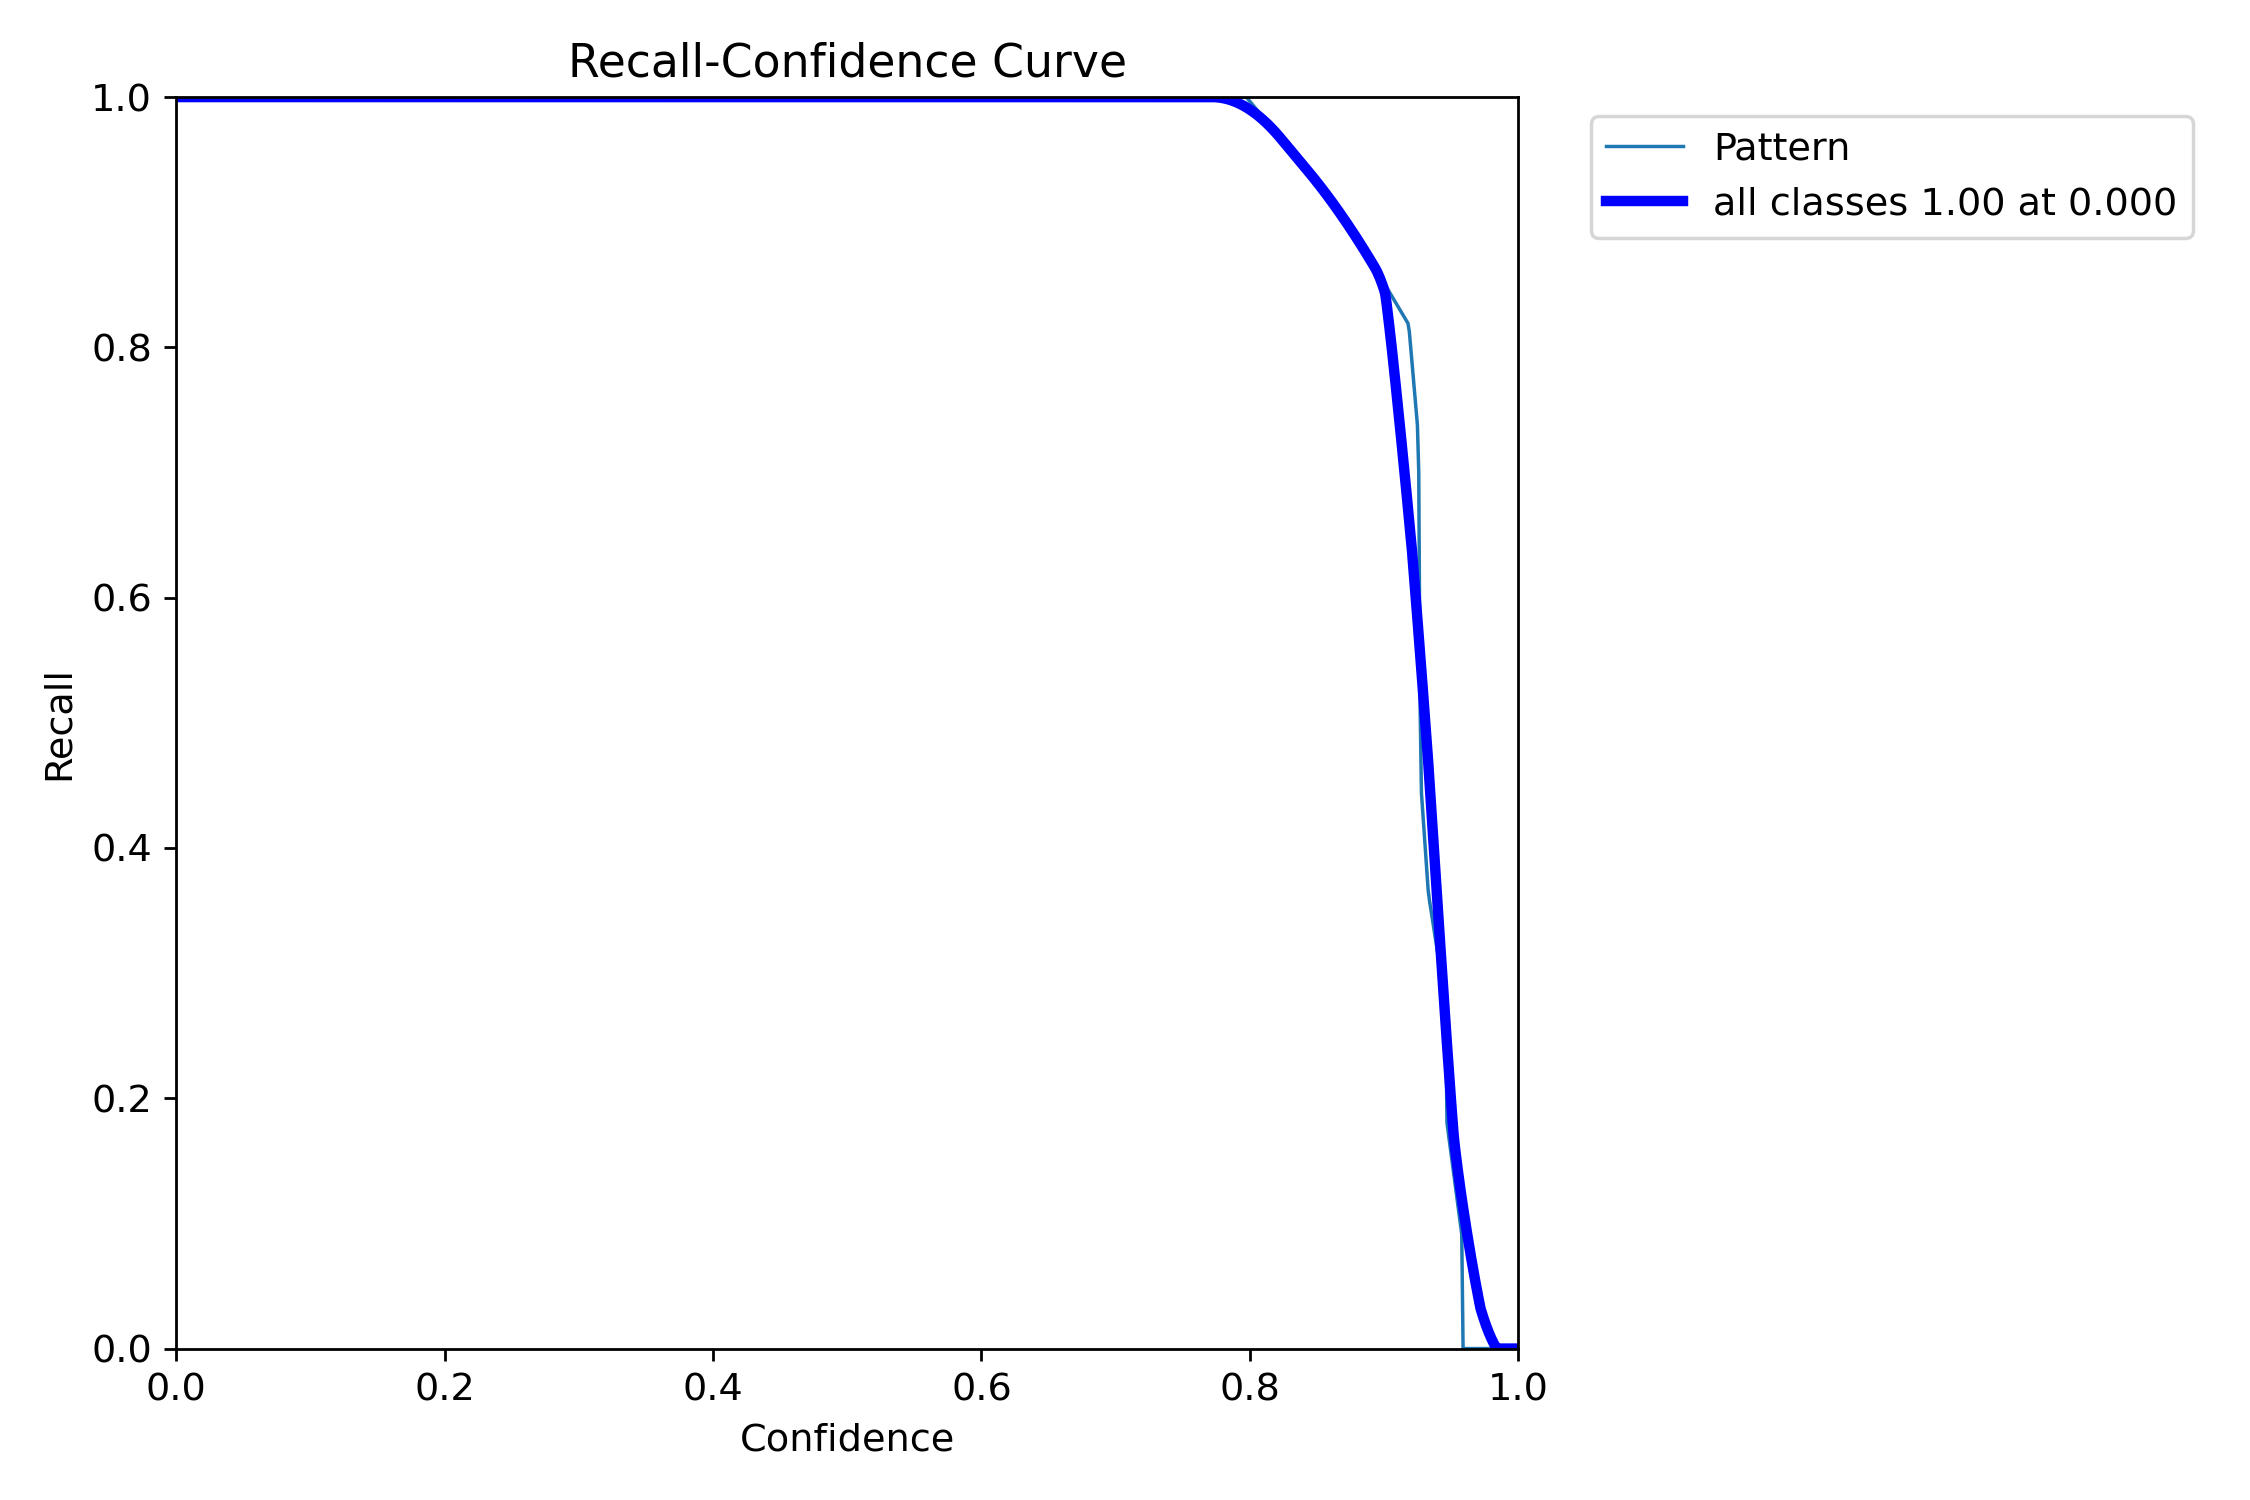 Recall-Confidence Curve
1.0
0.8
0.6
0.4
0.2
0.0
Recall
0.0 0.2 0.4 0.6 0.8 1.0
Confidence
Pattern
all classes 1.00 at 0.000